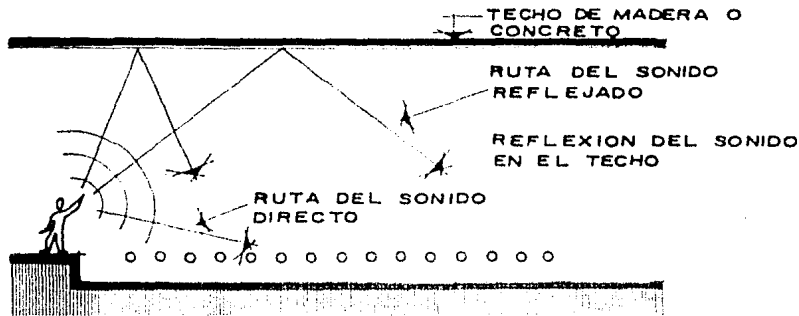 TECHO DE MADERA O
CONCRETO
RUTA DEL SONIDO
REFLEJADO
REFLEXION DEL SONIDO
EN EL TECHO
RUTA DEL SONIDO
DIRECTO